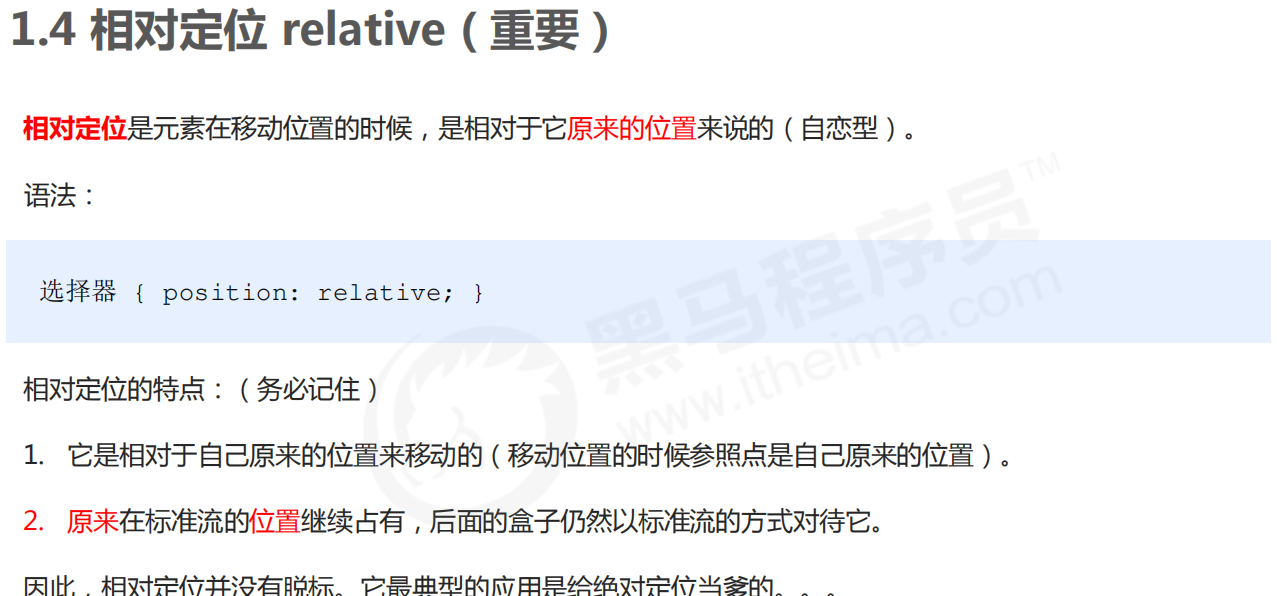 1.4 相对定位 relative（重要）
相对定位是元素在移动位置的时候，是相对于它原来的位置来说的（自恋型）。
语法：
选择器 { position: relative; }
相对定位的特点：（务必记住）
1. 它是相对于自己原来的位置来移动的（移动位置的时候参照点是自己原来的位置）。
2. 原来在标准流的位置继续占有，后面的盒子仍然以标准流的方式对待它。
因此，相对定位并没有脱标。它最典型的应用是给绝对定位当爹的。。。
黑马程序员™
www.itheima.com